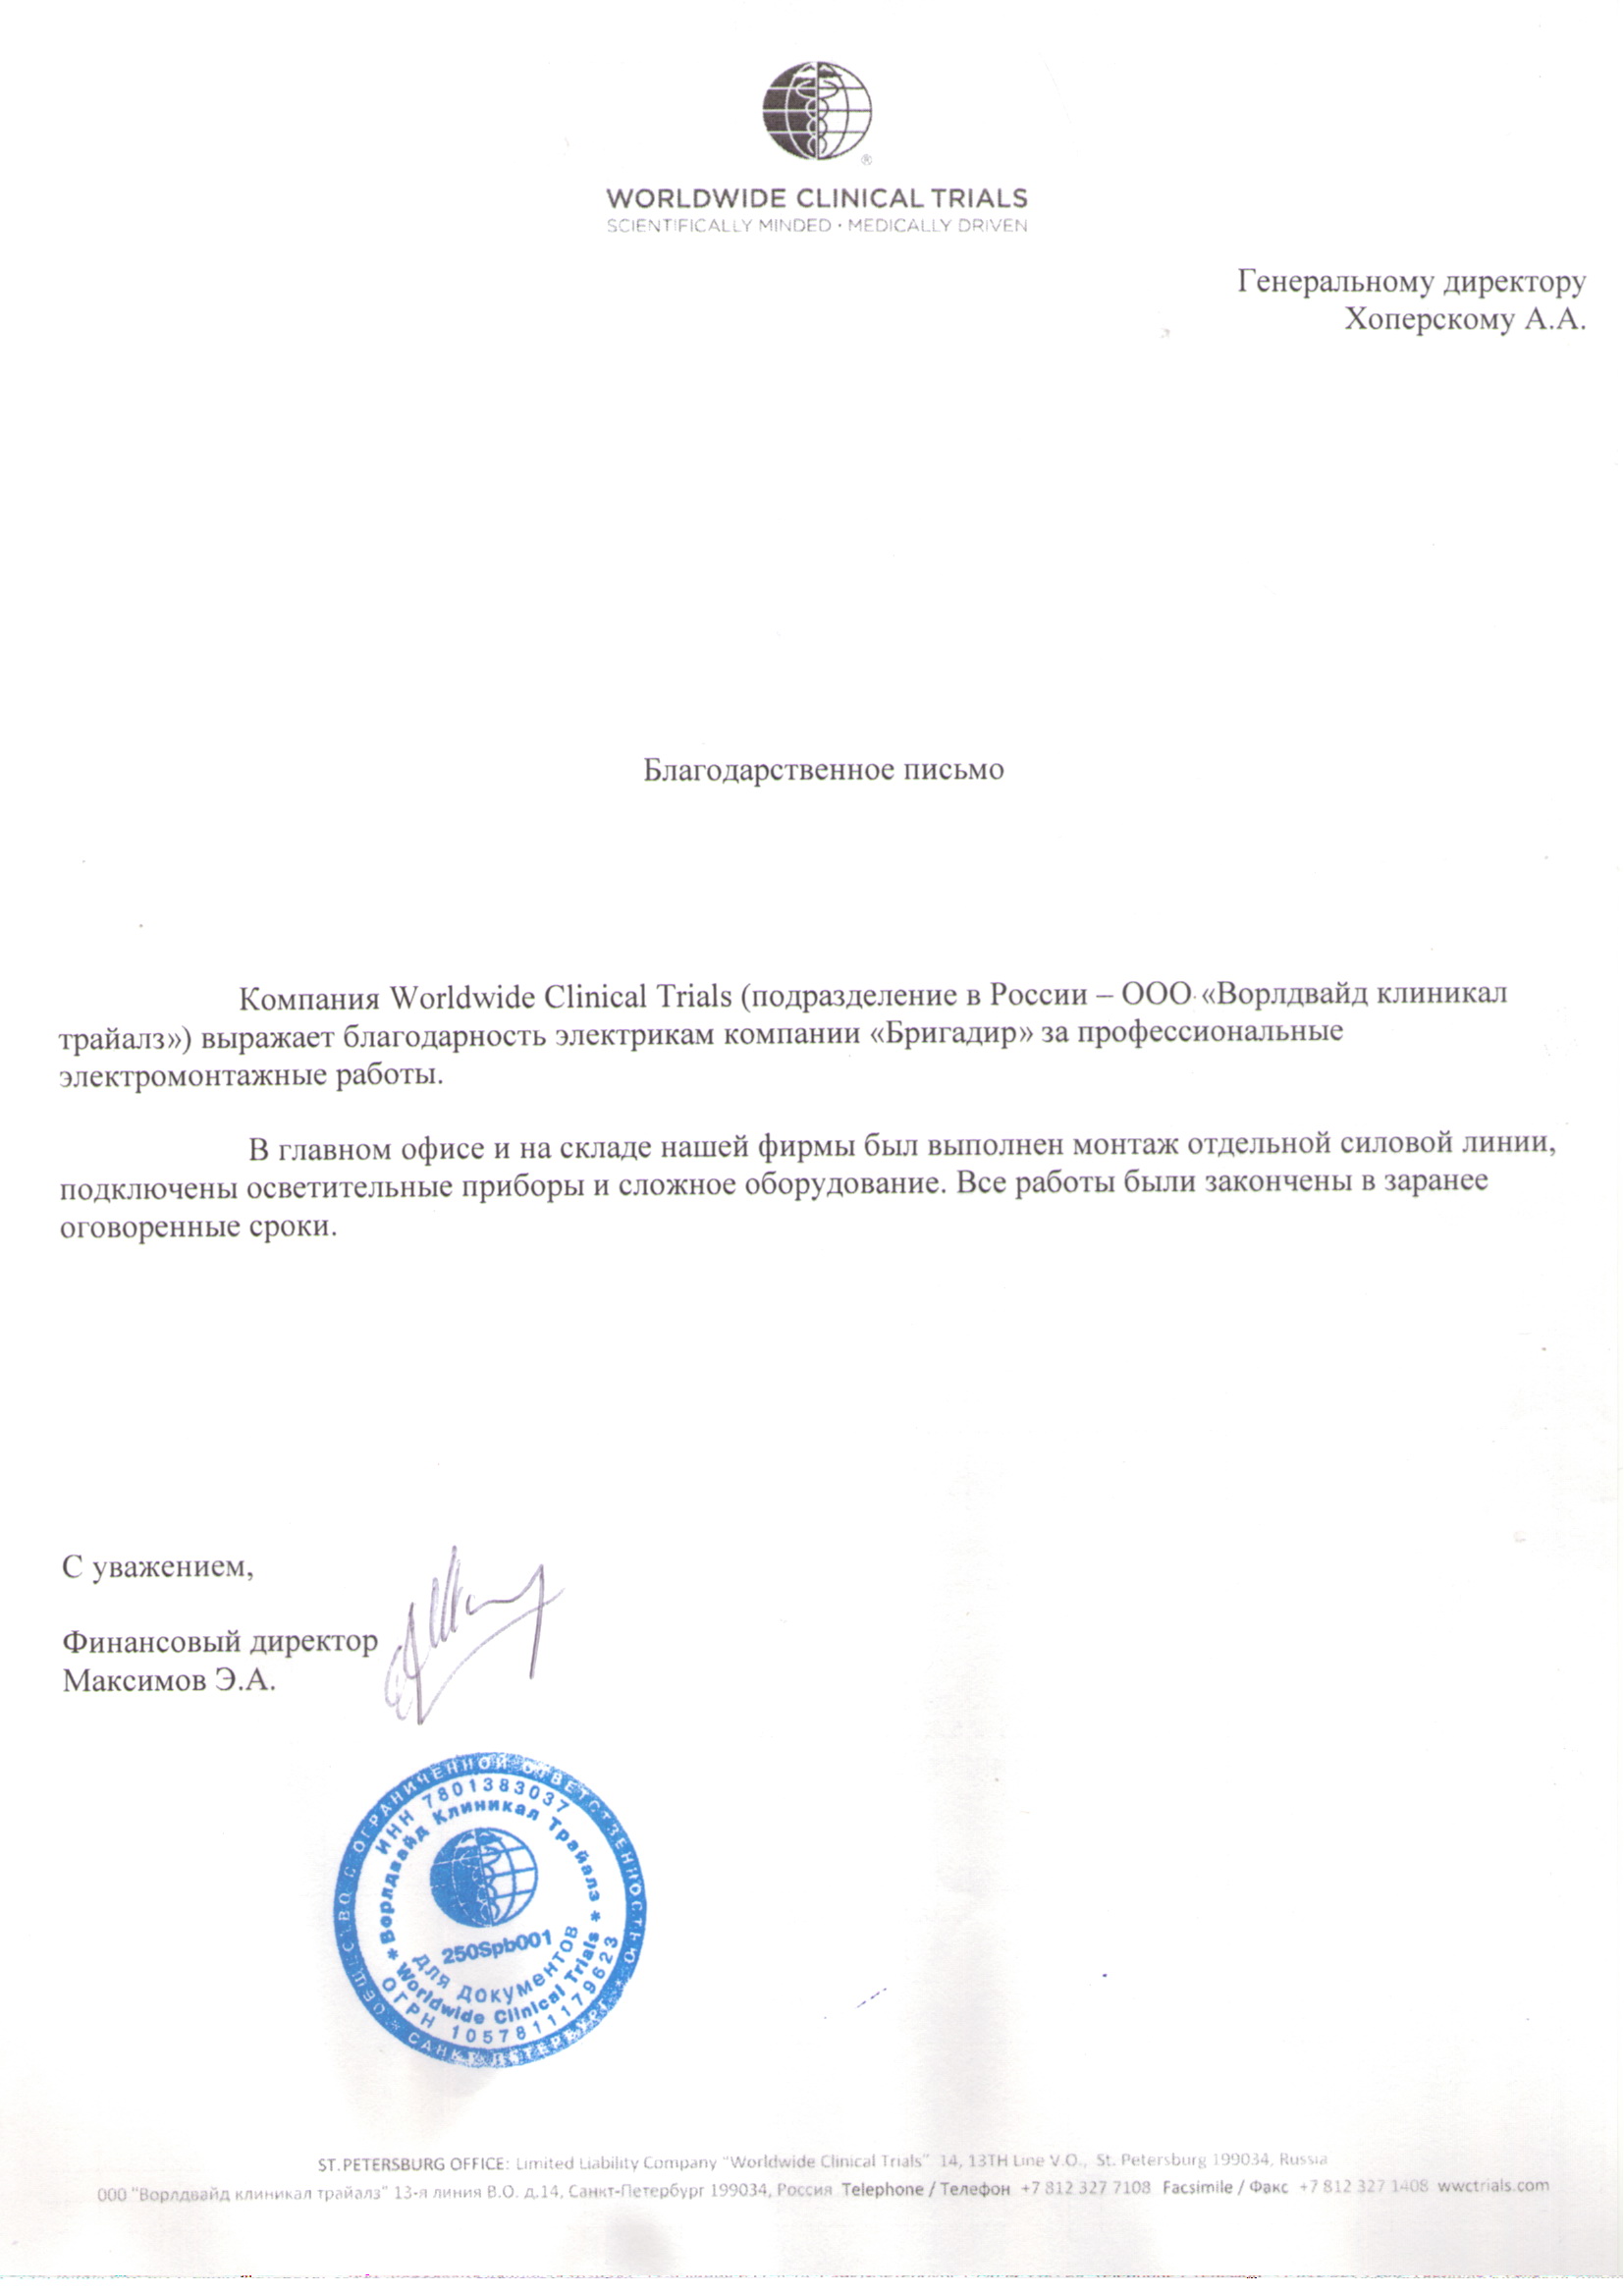 ®
WORLDWIDE CLINICAL TRIALS
SCIENTIFICALLY MINDED • MEDICALLY DRIVEN
Генеральному директору
Хоперскому А.А.
Благодарственное письмо
Компания Worldwide Clinical Trials (подразделение в России – ООО «Ворлдвайд клиникал
трайалз») выражает благодарность электрикам компании «Бригадир» за профессиональные
электромонтажные работы.
В главном офисе и на складе нашей фирмы был выполнен монтаж отдельной силовой линии,
подключены осветительные приборы и сложное оборудование. Все работы были закончены в заранее
оговоренные сроки.
С уважением,
Финансовый директор
Максимов Э.А.
ОБЩЕСТВО С ОГРАНИЧЕННОЙ ОТВЕТСТВЕННОСТЬЮ
* САНКТ-ПЕТЕРБУРГ *
ИНН 7801383037
* Ворлдвайд Клиникал Трайалз *
250Spb001
для документов
Worldwide Clinical Trials
ОГРН 1057811179623
ST.PETERSBURG OFFICE: Limited Liability Company "Worldwide Clinical Trials" 14, 13TH Line V.O., St. Petersburg 199034, Russia
ООО "Ворлдвайд клиникал трайалз" 13-я линия В.О. д.14, Санкт-Петербург 199034, Россия Telephone / Телефон +7 812 327 7108 Facsimile / Факс +7 812 327 1408 wwctrials.com